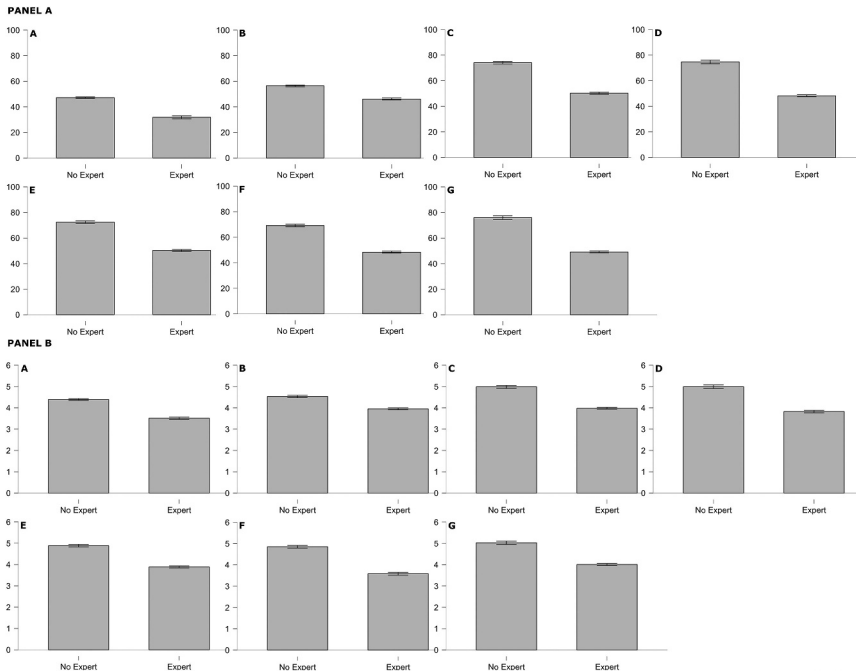 PANEL A
A B C D
100 100 100 100
80 80 80 80
60 60 60 60
40 40 40 40
20 20 20 20
0 0 0 0
No Expert Expert No Expert Expert No Expert Expert No Expert Expert
E F G
100 100 100
80 80 80
60 60 60
40 40 40
20 20 20
0 0 0
No Expert Expert No Expert Expert No Expert Expert
PANEL B
A B C D
6 6 6 6
5 5 5 5
4 4 4 4
3 3 3 3
2 2 2 2
1 1 1 1
0 0 0 0
No Expert Expert No Expert Expert No Expert Expert No Expert Expert
E F G
6 6 6
5 5 5
4 4 4
3 3 3
2 2 2
1 1 1
0 0 0
No Expert Expert No Expert Expert No Expert Expert